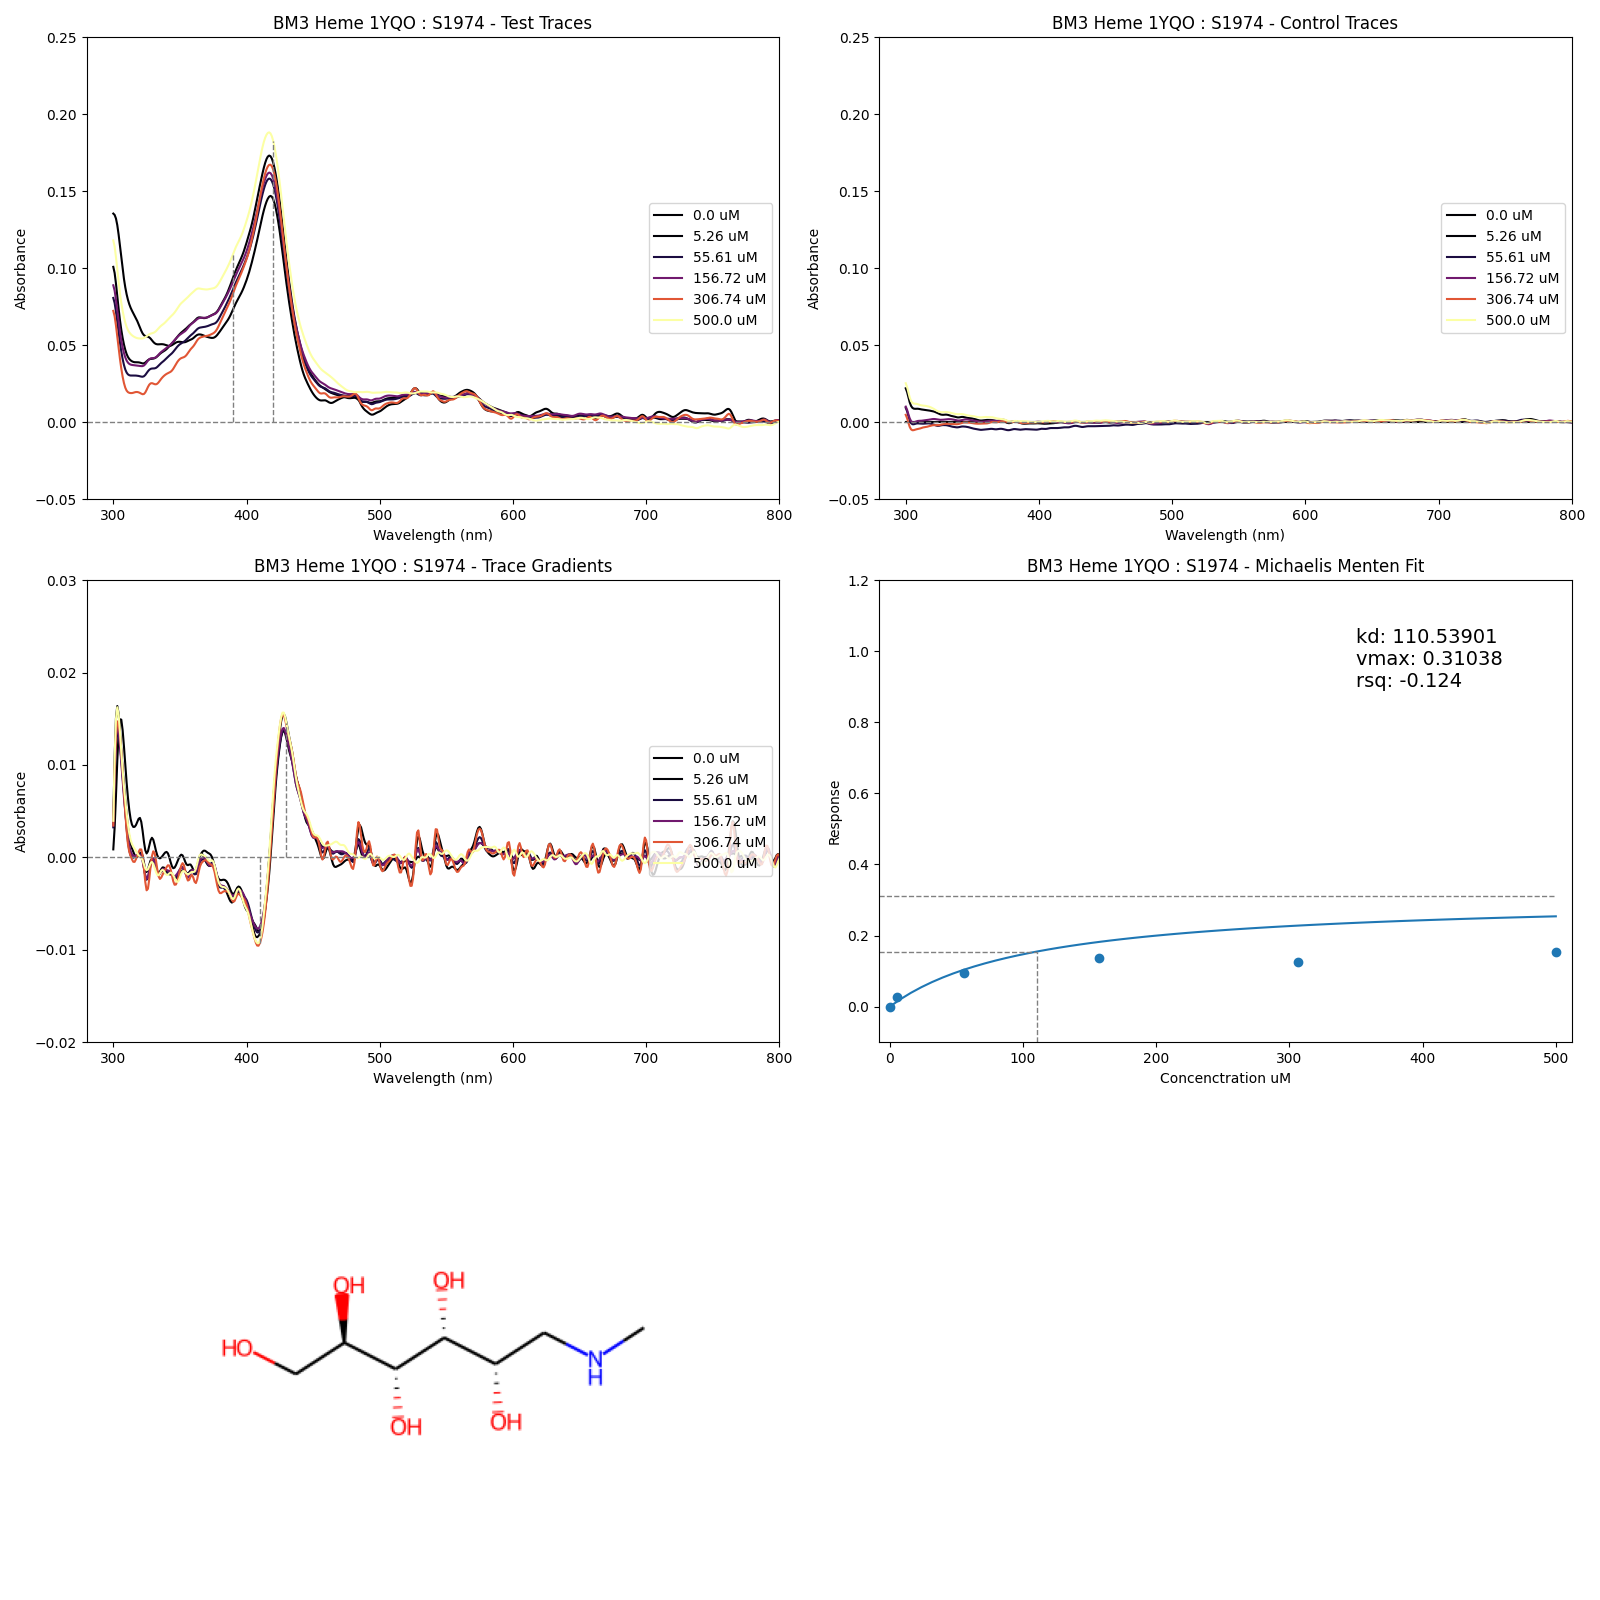 BM3 Heme 1YQO : S1974 - Test Traces
0.25
0.20
0.15
0.10
0.05
0.00
−0.05
Absorbance
300
400
500
600
700
800
Wavelength (nm)
0.0 uM
5.26 uM
55.61 uM
156.72 uM
306.74 uM
500.0 uM
BM3 Heme 1YQO : S1974 - Control Traces
0.25
0.20
0.15
0.10
0.05
0.00
−0.05
Absorbance
300
400
500
600
700
800
Wavelength (nm)
0.0 uM
5.26 uM
55.61 uM
156.72 uM
306.74 uM
500.0 uM
BM3 Heme 1YQO : S1974 - Trace Gradients
0.03
0.02
0.01
0.00
−0.01
−0.02
Absorbance
300
400
500
600
700
800
Wavelength (nm)
0.0 uM
5.26 uM
55.61 uM
156.72 uM
306.74 uM
500.0 uM
BM3 Heme 1YQO : S1974 - Michaelis Menten Fit
1.2
1.0
0.8
0.6
0.4
0.2
0.0
Response
kd: 110.53901
vmax: 0.31038
rsq: -0.124
0
100
200
300
400
500
Concenctration uM
OH
OH
HO
N
H
OH
OH